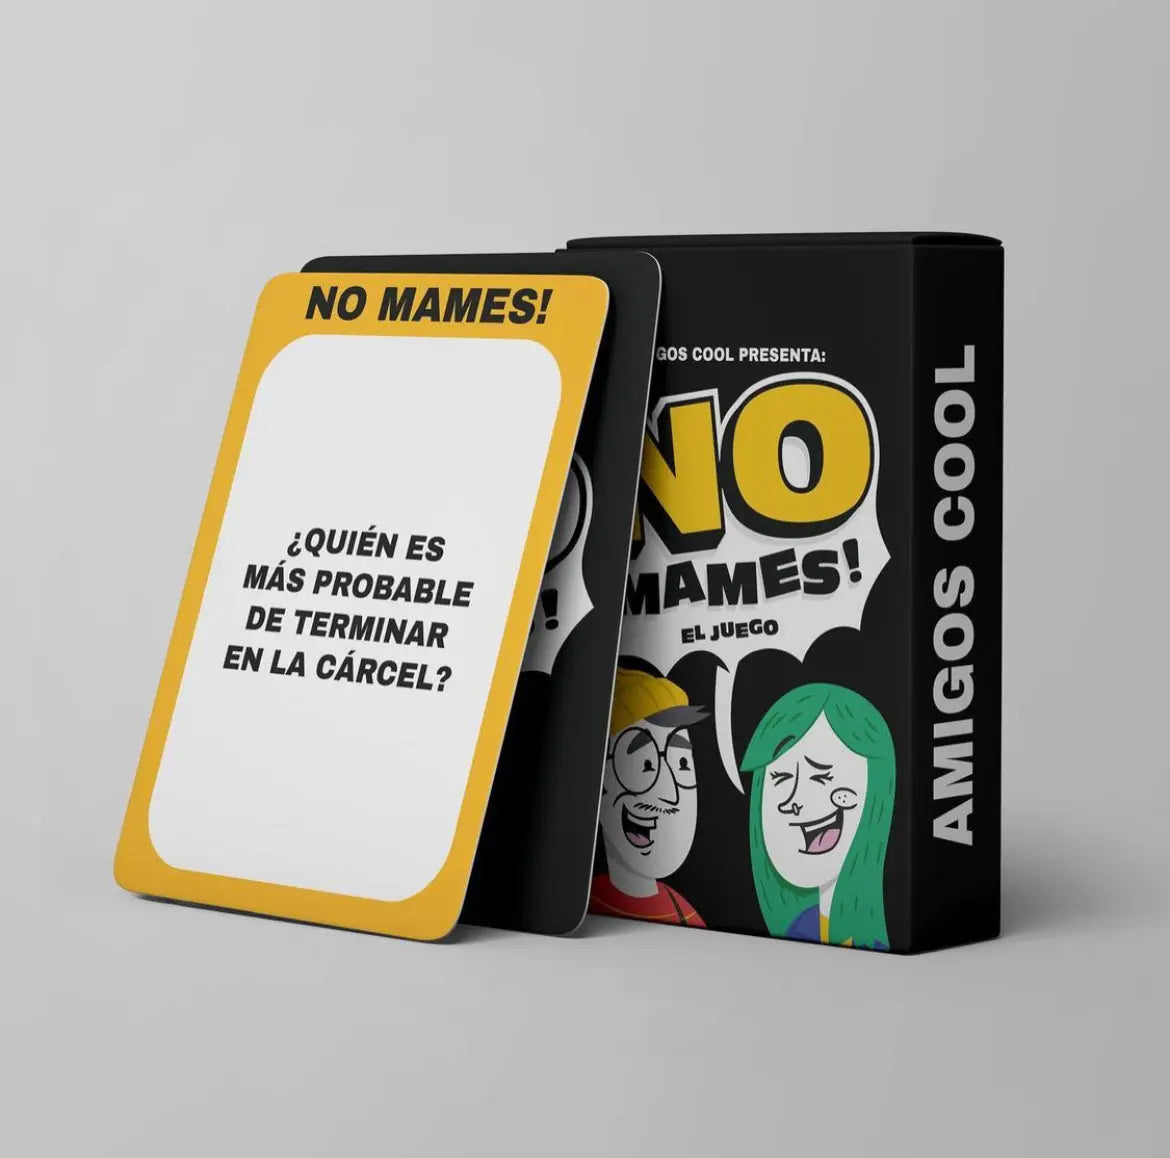 NO MAMES!
¿QUIÉN ES
MÁS PROBABLE
DE TERMINAR
EN LA CÁRCEL?
COOL PRESENTA:
NO
MAMES!
EL JUEGO
AMIGOS COOL